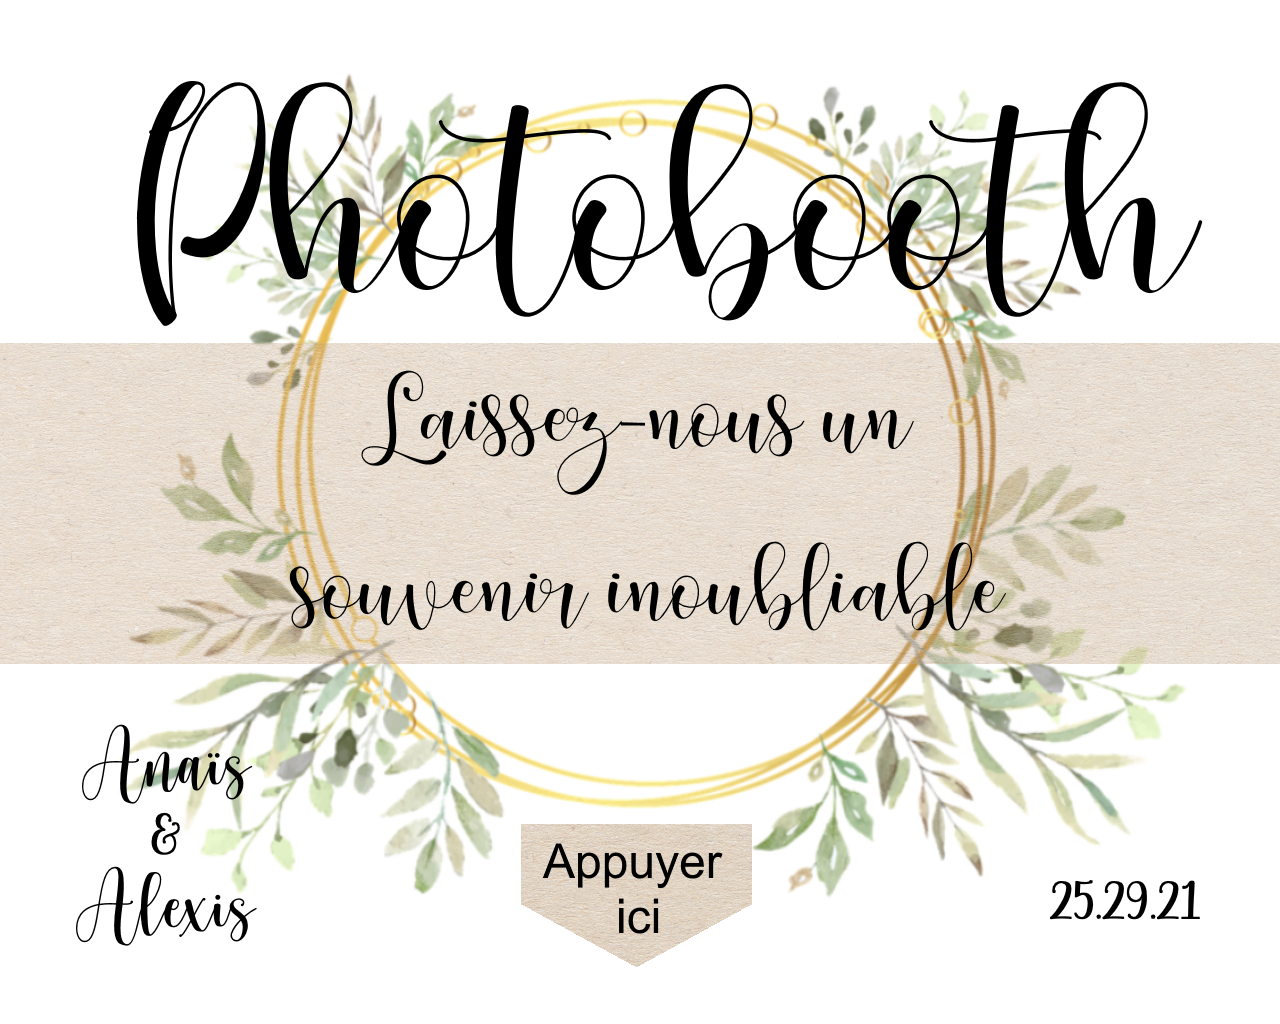 Photobooth
Laissez-nous un
souvenir inoubliable
Anaïs
&
Alexis
Appuyer
ici
25.29.21